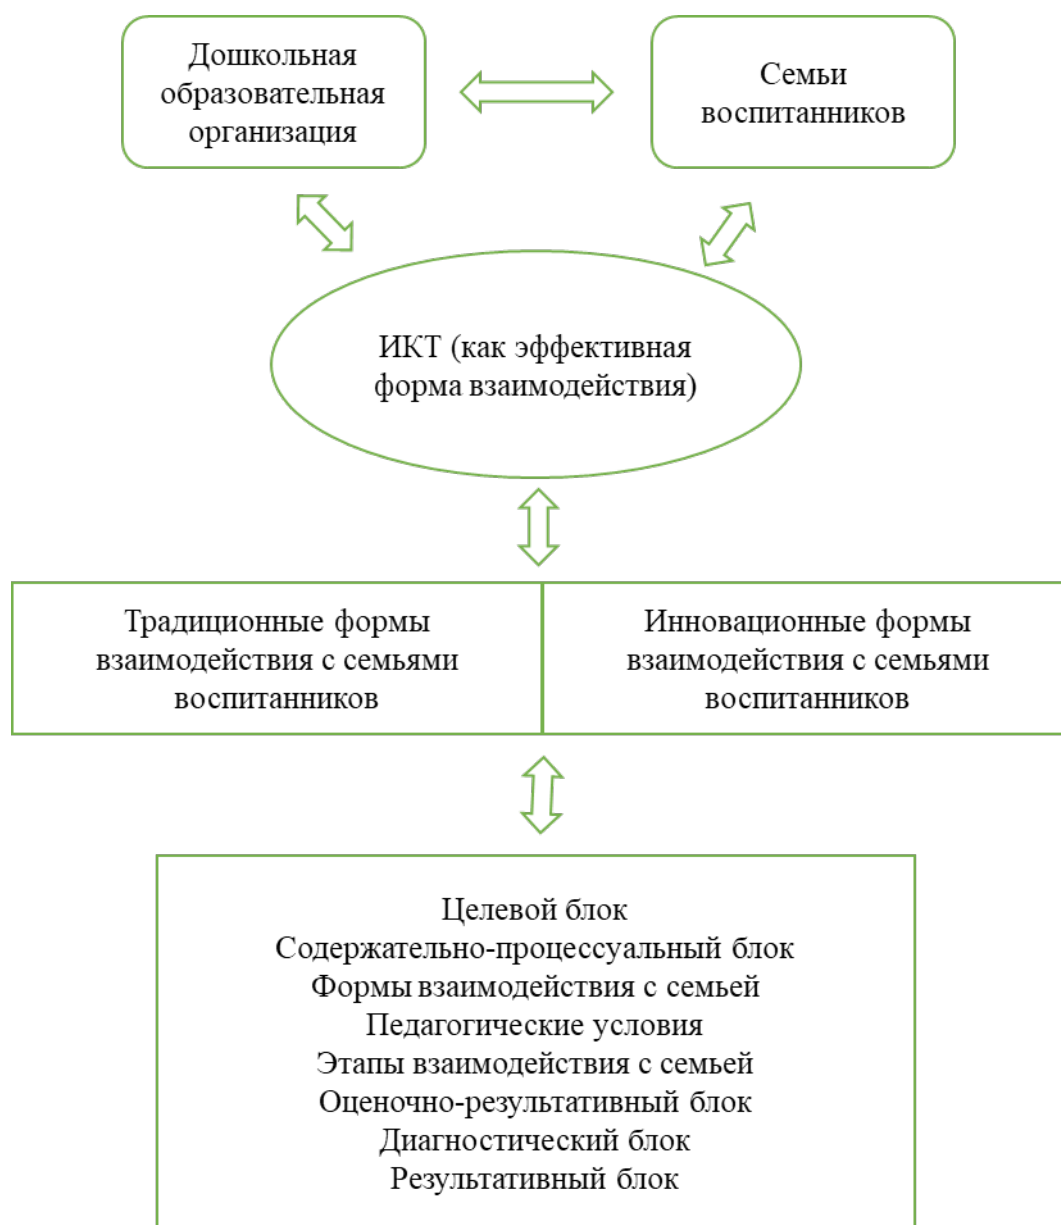 Дошкольная
образовательная
организация
Семьи
воспитанников
ИКТ (как эффективная
форма взаимодействия)
Традиционные формы
взаимодействия с семьями
воспитанников
Инновационные формы
взаимодействия с семьями
воспитанников
Целевой блок
Содержательно-процессуальный блок
Формы взаимодействия с семьей
Педагогические условия
Этапы взаимодействия с семьей
Оценочно-результативный блок
Диагностический блок
Результативный блок